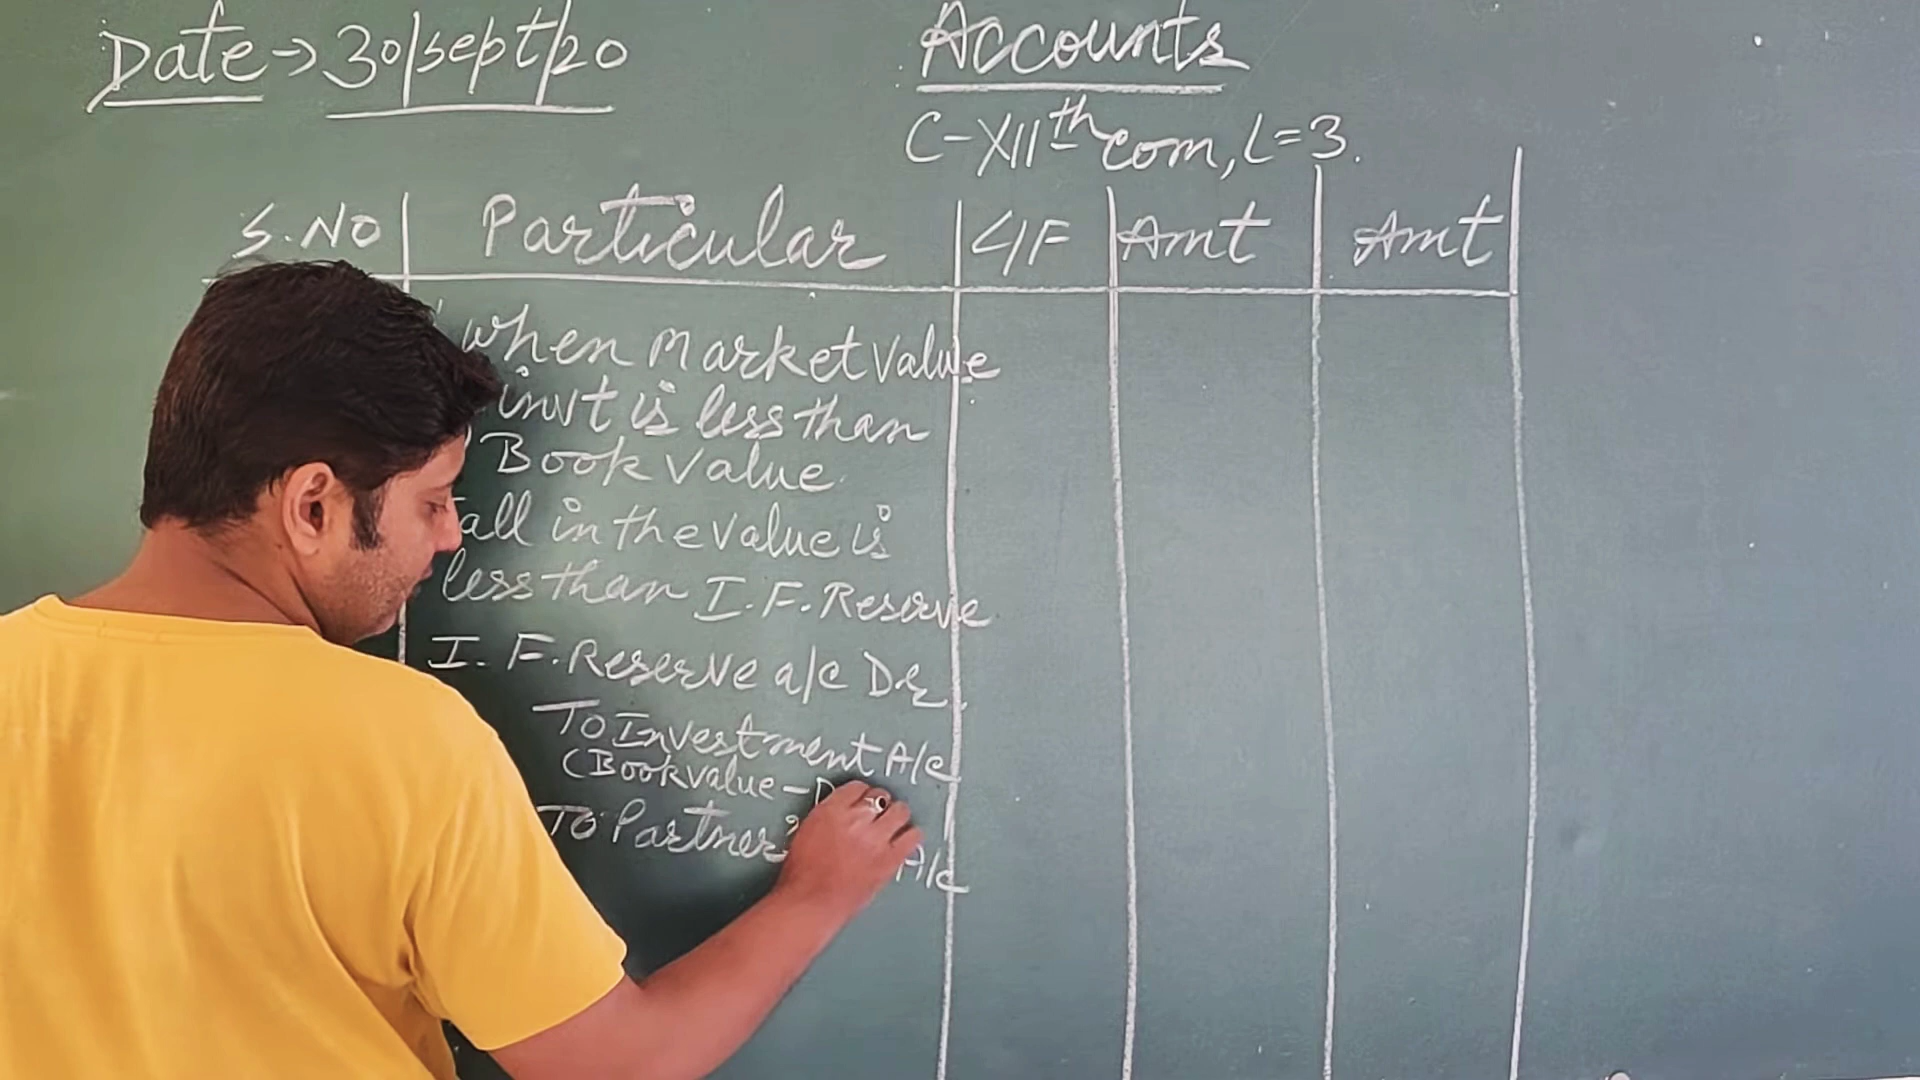 Date → 30/sept/20
Accounts
C-XIIth com, L=3.
S.NO Particular L/F Amt Amt
when Market Value
invt is less than
Book Value.
Fall in the Value is
less than I.F. Reserve
I. F. Reserve a/c Dr.
To Investment A/c
(Book value -
To Partner's
A/c